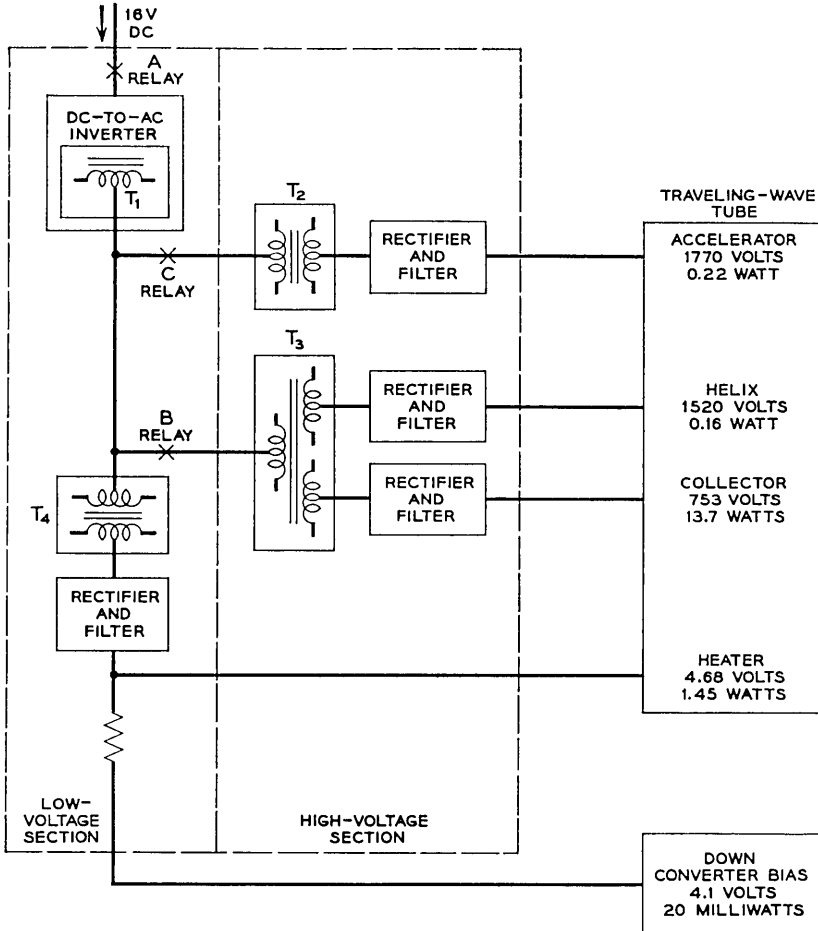 16V
DC
A
RELAY
DC-TO-AC
INVERTER
T1
C
RELAY
T2
RECTIFIER
AND
FILTER
T3
B
RELAY
RECTIFIER
AND
FILTER
RECTIFIER
AND
FILTER
T4
RECTIFIER
AND
FILTER
LOW-
VOLTAGE
SECTION
HIGH-VOLTAGE
SECTION
TRAVELING-WAVE
TUBE
ACCELERATOR
1770 VOLTS
0.22 WATT
HELIX
1520 VOLTS
0.16 WATT
COLLECTOR
753 VOLTS
13.7 WATTS
HEATER
4.68 VOLTS
1.45 WATTS
DOWN
CONVERTER BIAS
4.1 VOLTS
20 MILLIWATTS